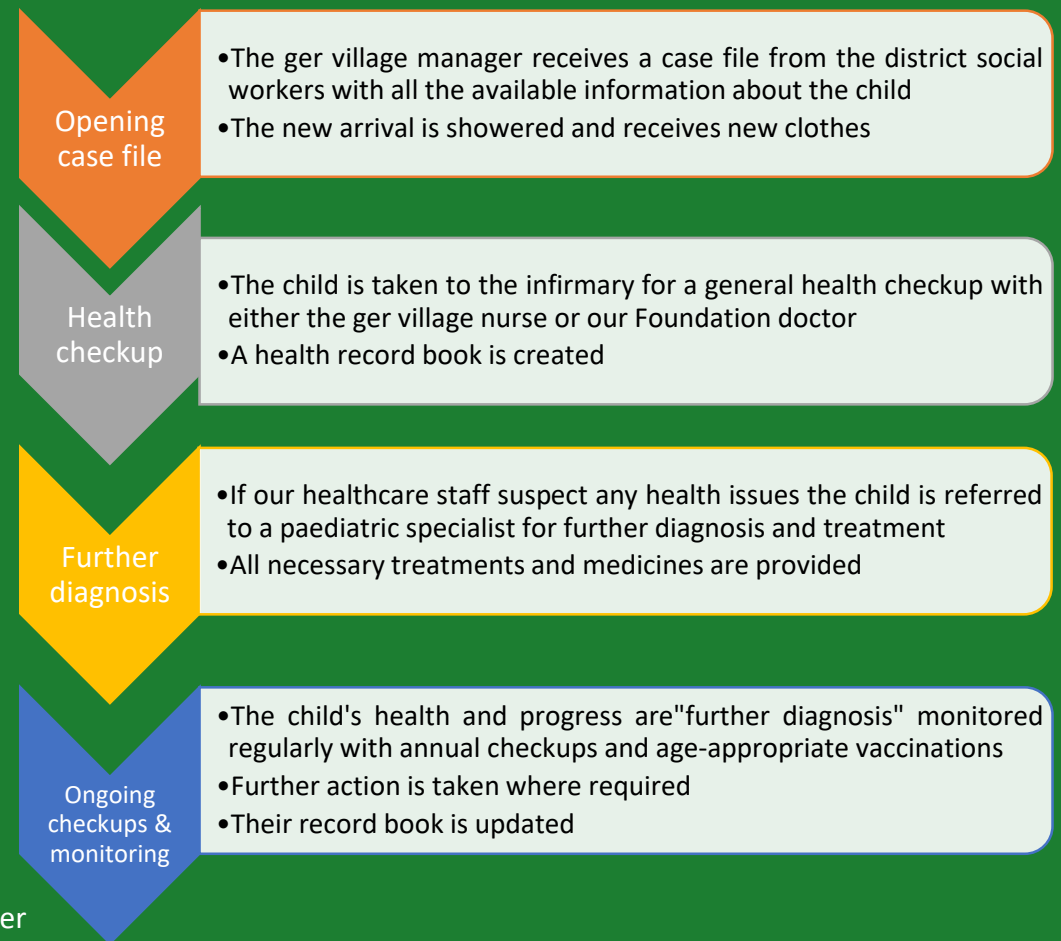 Opening
case file
•The ger village manager receives a case file from the district social
workers with all the available information about the child
•The new arrival is showered and receives new clothes
Health
checkup
•The child is taken to the infirmary for a general health checkup with
either the ger village nurse or our Foundation doctor
•A health record book is created
Further
diagnosis
•If our healthcare staff suspect any health issues the child is referred
to a paediatric specialist for further diagnosis and treatment
•All necessary treatments and medicines are provided
Ongoing
checkups &
monitoring
•The child's health and progress are"further diagnosis" monitored
regularly with annual checkups and age-appropriate vaccinations
•Further action is taken where required
•Their record book is updated
er